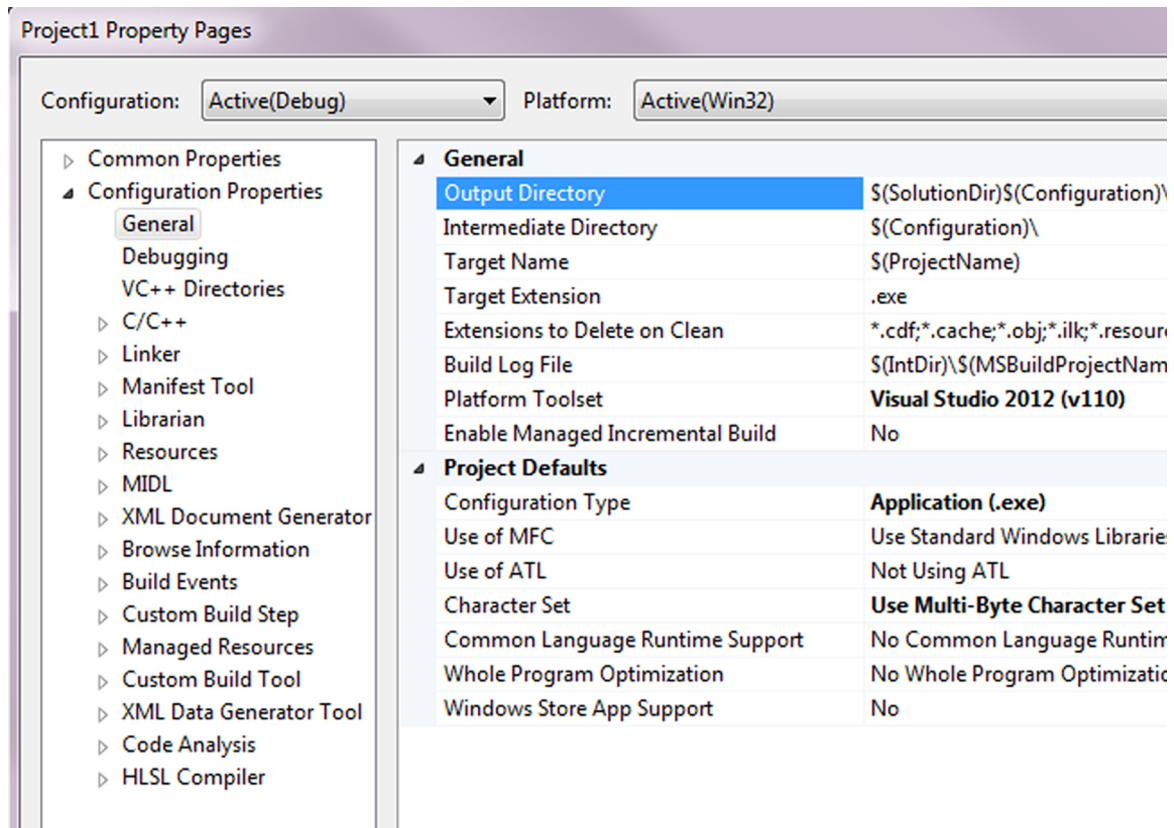 Project1 Property Pages
Configuration: Active(Debug) Platform: Active(Win32)
Common Properties
Configuration Properties
General
Debugging
VC++ Directories
C/C++
Linker
Manifest Tool
Librarian
Resources
MIDL
XML Document Generator
Browse Information
Build Events
Custom Build Step
Managed Resources
Custom Build Tool
XML Data Generator Tool
Code Analysis
HLSL Compiler
General
Output Directory $(SolutionDir)$(Configuration)\
Intermediate Directory $(Configuration)\
Target Name $(ProjectName)
Target Extension .exe
Extensions to Delete on Clean *.cdf;*.cache;*.obj;*.ilk;*.resourc
Build Log File $(IntDir)\$(MSBuildProjectNam
Platform Toolset Visual Studio 2012 (v110)
Enable Managed Incremental Build No
Project Defaults
Configuration Type Application (.exe)
Use of MFC Use Standard Windows Libraries
Use of ATL Not Using ATL
Character Set Use Multi-Byte Character Set
Common Language Runtime Support No Common Language Runtim
Whole Program Optimization No Whole Program Optimizatio
Windows Store App Support No